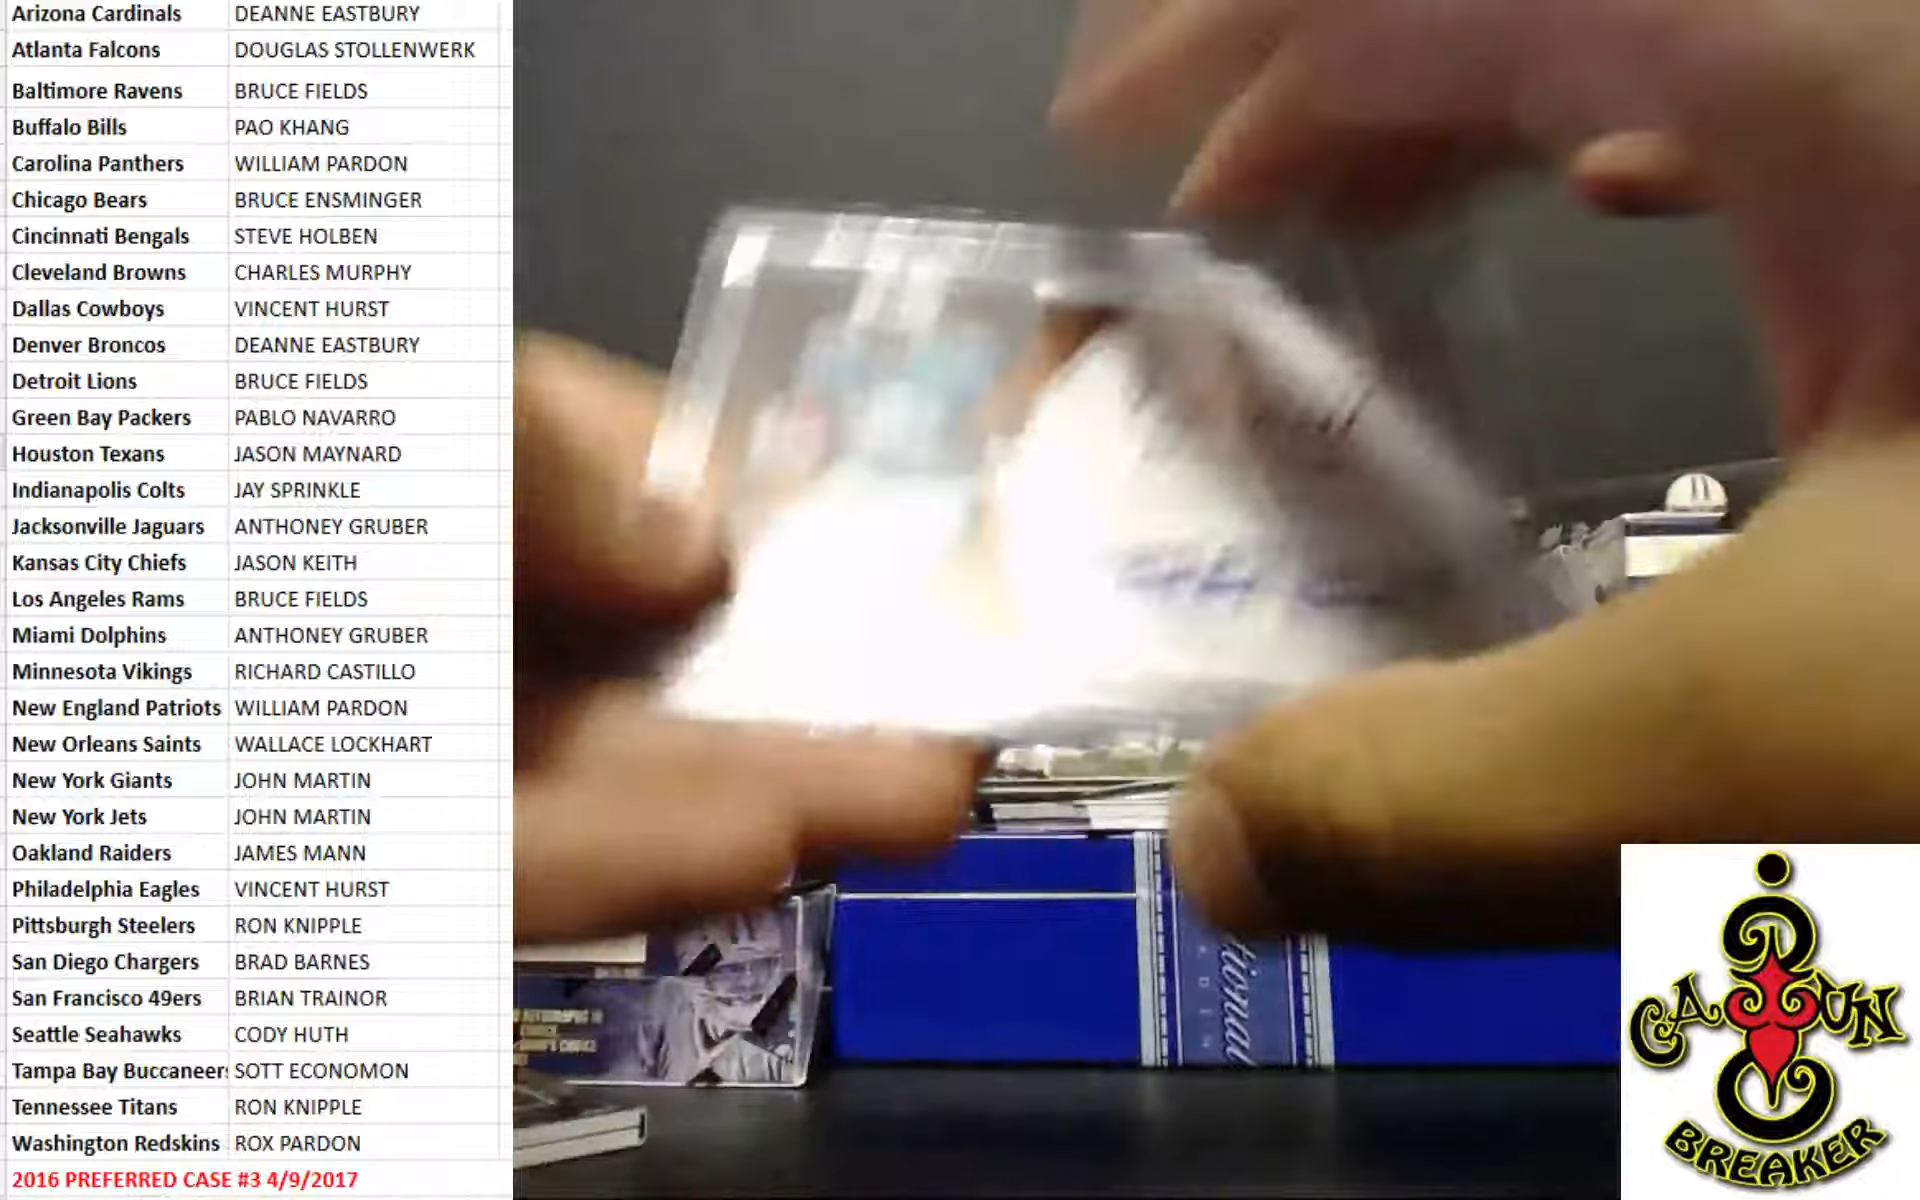 Arizona Cardinals DEANNE EASTBURY
Atlanta Falcons DOUGLAS STOLLENWERK
Baltimore Ravens BRUCE FIELDS
Buffalo Bills PAO KHANG
Carolina Panthers WILLIAM PARDON
Chicago Bears BRUCE ENSMINGER
Cincinnati Bengals STEVE HOLBEN
Cleveland Browns CHARLES MURPHY
Dallas Cowboys VINCENT HURST
Denver Broncos DEANNE EASTBURY
Detroit Lions BRUCE FIELDS
Green Bay Packers PABLO NAVARRO
Houston Texans JASON MAYNARD
Indianapolis Colts JAY SPRINKLE
Jacksonville Jaguars ANTHONEY GRUBER
Kansas City Chiefs JASON KEITH
Los Angeles Rams BRUCE FIELDS
Miami Dolphins ANTHONEY GRUBER
Minnesota Vikings RICHARD CASTILLO
New England Patriots WILLIAM PARDON
New Orleans Saints WALLACE LOCKHART
New York Giants JOHN MARTIN
New York Jets JOHN MARTIN
Oakland Raiders JAMES MANN
Philadelphia Eagles VINCENT HURST
Pittsburgh Steelers RON KNIPPLE
San Diego Chargers BRAD BARNES
San Francisco 49ers BRIAN TRAINOR
Seattle Seahawks CODY HUTH
Tampa Bay Buccaneer SOTT ECONOMON
Tennessee Titans RON KNIPPLE
Washington Redskins ROX PARDON
2016 PREFERRED CASE #3 4/9/2017
tional
CAJUN
BREAKER